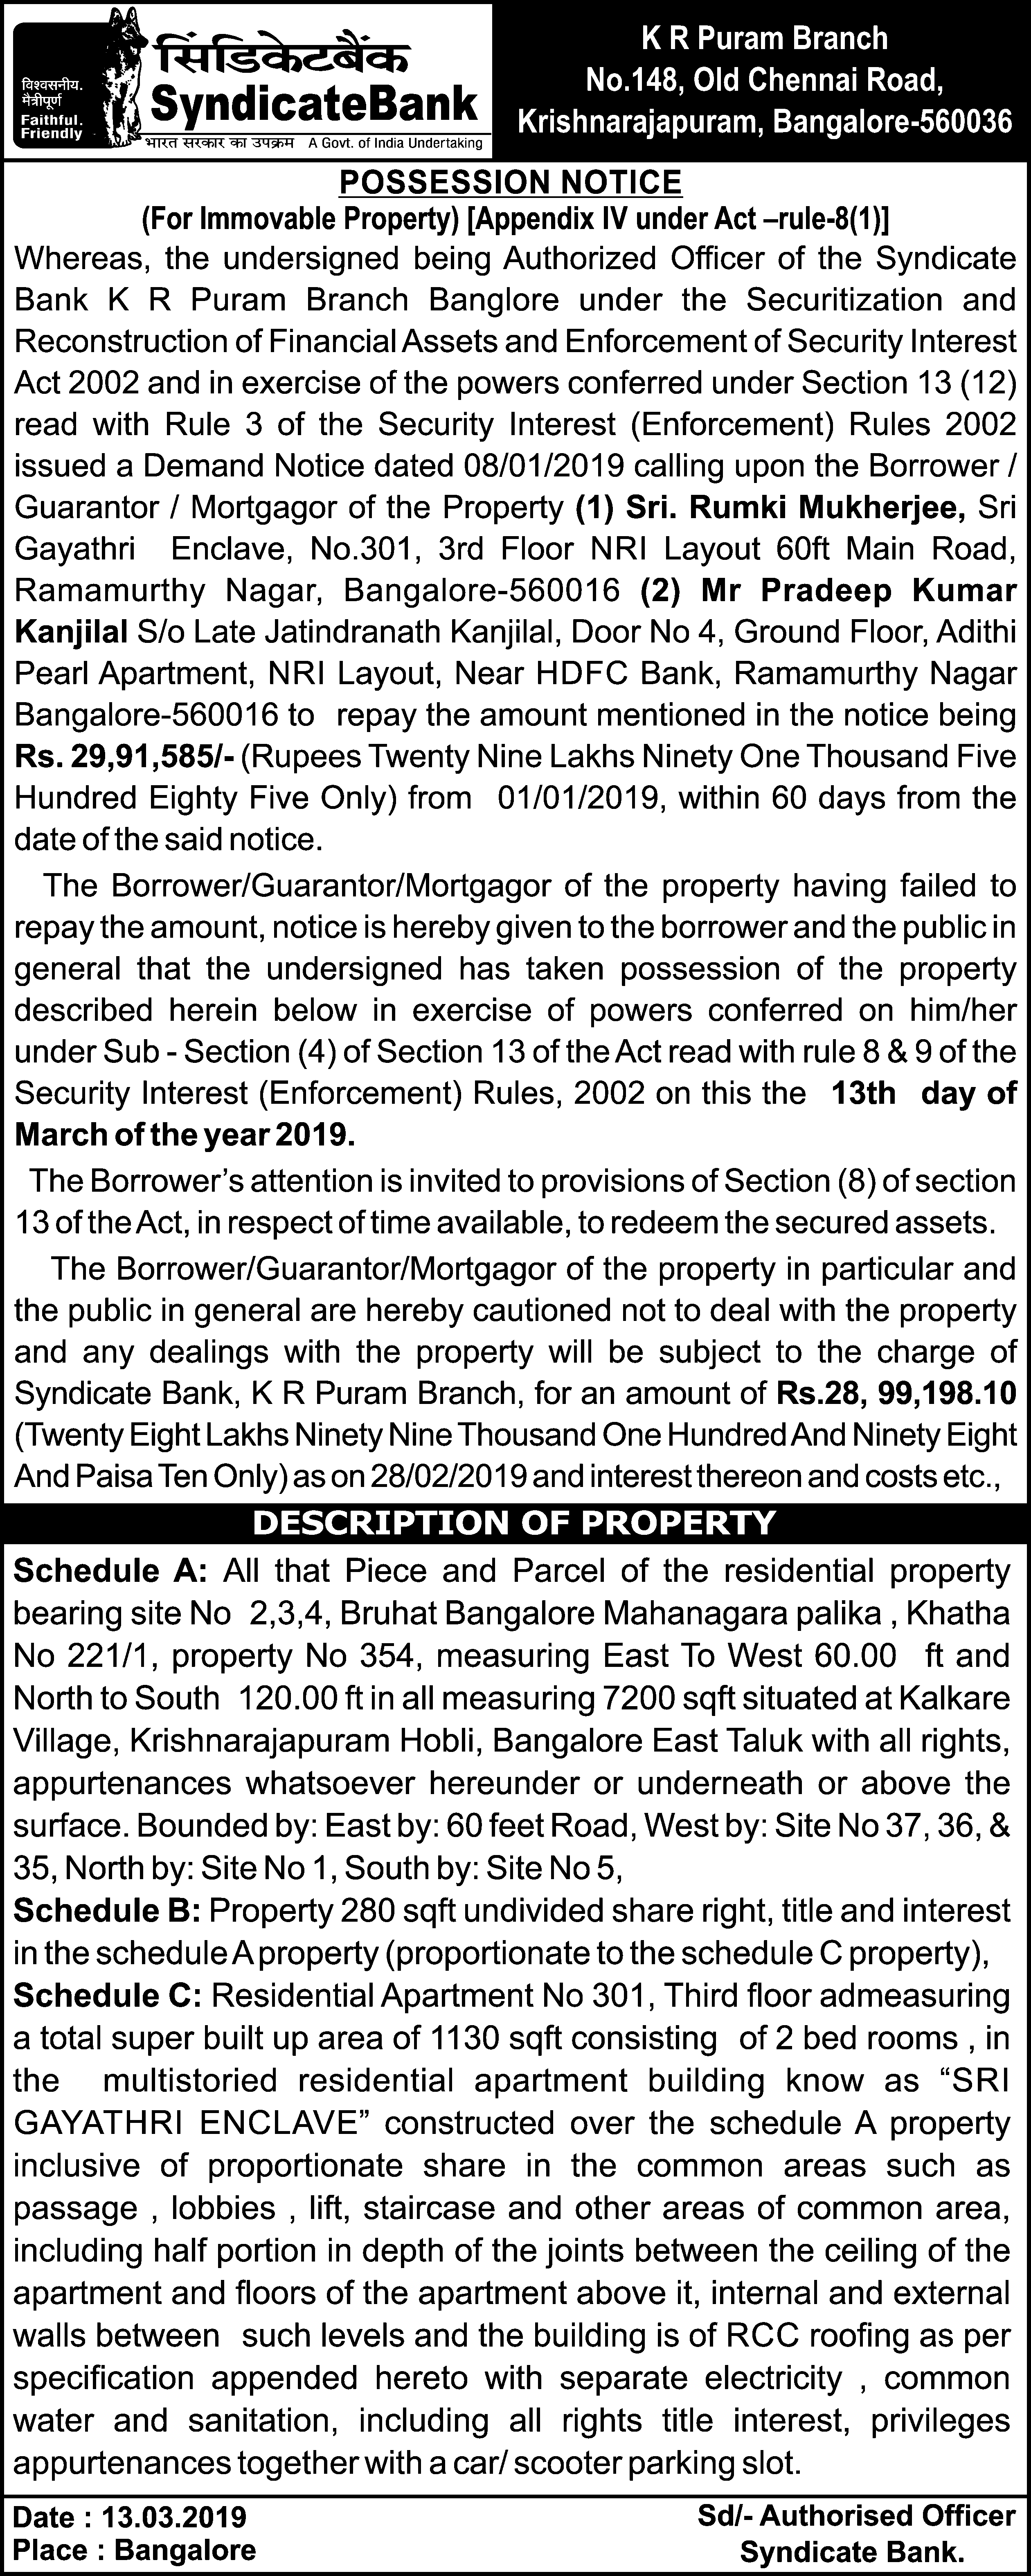 विश्वसनीय.
मैत्रीपूर्ण
Faithful.
Friendly
सिंडिकेटबैंक
SyndicateBank
भारत सरकार का उपक्रम A Govt. of India Undertaking
K R Puram Branch
No.148, Old Chennai Road,
Krishnarajapuram, Bangalore-560036
POSSESSION NOTICE
(For Immovable Property) [Appendix IV under Act –rule-8(1)]
Whereas, the undersigned being Authorized Officer of the Syndicate
Bank K R Puram Branch Banglore under the Securitization and
Reconstruction of Financial Assets and Enforcement of Security Interest
Act 2002 and in exercise of the powers conferred under Section 13 (12)
read with Rule 3 of the Security Interest (Enforcement) Rules 2002
issued a Demand Notice dated 08/01/2019 calling upon the Borrower /
Guarantor / Mortgagor of the Property (1) Sri. Rumki Mukherjee, Sri
Gayathri Enclave, No.301, 3rd Floor NRI Layout 60ft Main Road,
Ramamurthy Nagar, Bangalore-560016 (2) Mr Pradeep Kumar
Kanjilal S/o Late Jatindranath Kanjilal, Door No 4, Ground Floor, Adithi
Pearl Apartment, NRI Layout, Near HDFC Bank, Ramamurthy Nagar
Bangalore-560016 to repay the amount mentioned in the notice being
Rs. 29,91,585/- (Rupees Twenty Nine Lakhs Ninety One Thousand Five
Hundred Eighty Five Only) from 01/01/2019, within 60 days from the
date of the said notice.
The Borrower/Guarantor/Mortgagor of the property having failed to
repay the amount, notice is hereby given to the borrower and the public in
general that the undersigned has taken possession of the property
described herein below in exercise of powers conferred on him/her
under Sub - Section (4) of Section 13 of the Act read with rule 8 & 9 of the
Security Interest (Enforcement) Rules, 2002 on this the 13th day of
March of the year 2019.
The Borrower’s attention is invited to provisions of Section (8) of section
13 of the Act, in respect of time available, to redeem the secured assets.
The Borrower/Guarantor/Mortgagor of the property in particular and
the public in general are hereby cautioned not to deal with the property
and any dealings with the property will be subject to the charge of
Syndicate Bank, K R Puram Branch, for an amount of Rs.28, 99,198.10
(Twenty Eight Lakhs Ninety Nine Thousand One Hundred And Ninety Eight
And Paisa Ten Only) as on 28/02/2019 and interest thereon and costs etc.,
DESCRIPTION OF PROPERTY
Schedule A: All that Piece and Parcel of the residential property
bearing site No 2,3,4, Bruhat Bangalore Mahanagara palika , Khatha
No 221/1, property No 354, measuring East To West 60.00 ft and
North to South 120.00 ft in all measuring 7200 sqft situated at Kalkare
Village, Krishnarajapuram Hobli, Bangalore East Taluk with all rights,
appurtenances whatsoever hereunder or underneath or above the
surface. Bounded by: East by: 60 feet Road, West by: Site No 37, 36, &
35, North by: Site No 1, South by: Site No 5,
Schedule B: Property 280 sqft undivided share right, title and interest
in the schedule A property (proportionate to the schedule C property),
Schedule C: Residential Apartment No 301, Third floor admeasuring
a total super built up area of 1130 sqft consisting of 2 bed rooms , in
the multistoried residential apartment building know as “SRI
GAYATHRI ENCLAVE” constructed over the schedule A property
inclusive of proportionate share in the common areas such as
passage , lobbies , lift, staircase and other areas of common area,
including half portion in depth of the joints between the ceiling of the
apartment and floors of the apartment above it, internal and external
walls between such levels and the building is of RCC roofing as per
specification appended hereto with separate electricity , common
water and sanitation, including all rights title interest, privileges
appurtenances together with a car/ scooter parking slot.
Date : 13.03.2019
Place : Bangalore
Sd/- Authorised Officer
Syndicate Bank.